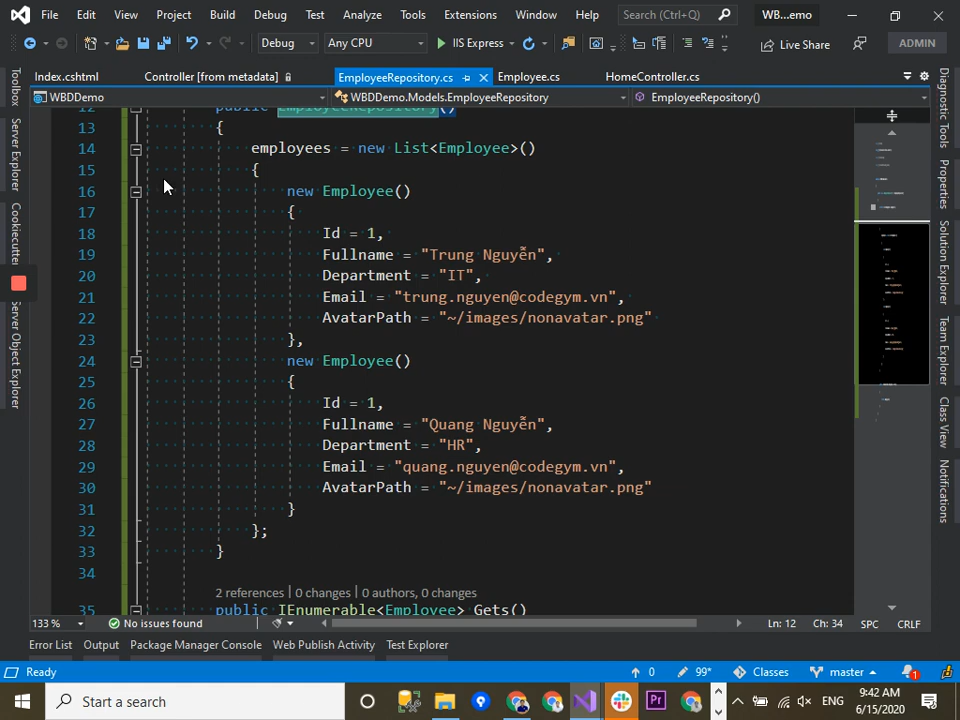 File Edit View Project Build Debug Test Analyze Tools Extensions Window Help Search (Ctrl+Q) WB...emo
Debug Any CPU IIS Express Live Share ADMIN
Index.cshtml Controller [from metadata] EmployeeRepository.cs Employee.cs HomeController.cs
WBDDemo WBDDemo.Models.EmployeeRepository EmployeeRepository()
12 public EmployeeRepository()
13 {
14 employees = new List<Employee>()
15 {
16 new Employee()
17 {
18 Id = 1,
19 Fullname = "Trung Nguyễn",
20 Department = "IT",
21 Email = "trung.nguyen@codegym.vn",
22 AvatarPath = "~/images/nonavatar.png"
23 },
24 new Employee()
25 {
26 Id = 1,
27 Fullname = "Quang Nguyễn",
28 Department = "HR",
29 Email = "quang.nguyen@codegym.vn",
30 AvatarPath = "~/images/nonavatar.png"
31 }
32 };
33 }
34
2 references | 0 changes | 0 authors, 0 changes
35 public IEnumerable<Employee> Gets()
Toolbox
Server Explorer
Cookiecutter
Server Object Explorer
Diagnostic Tools
Properties
Solution Explorer
Team Explorer
Class View
Notifications
133 % No issues found Ln: 12 Ch: 34 SPC CRLF
Error List Output Package Manager Console Web Publish Activity Test Explorer
Ready 0 99* Classes master 1
Start a search Pr ENG 9:42 AM
6/15/2020